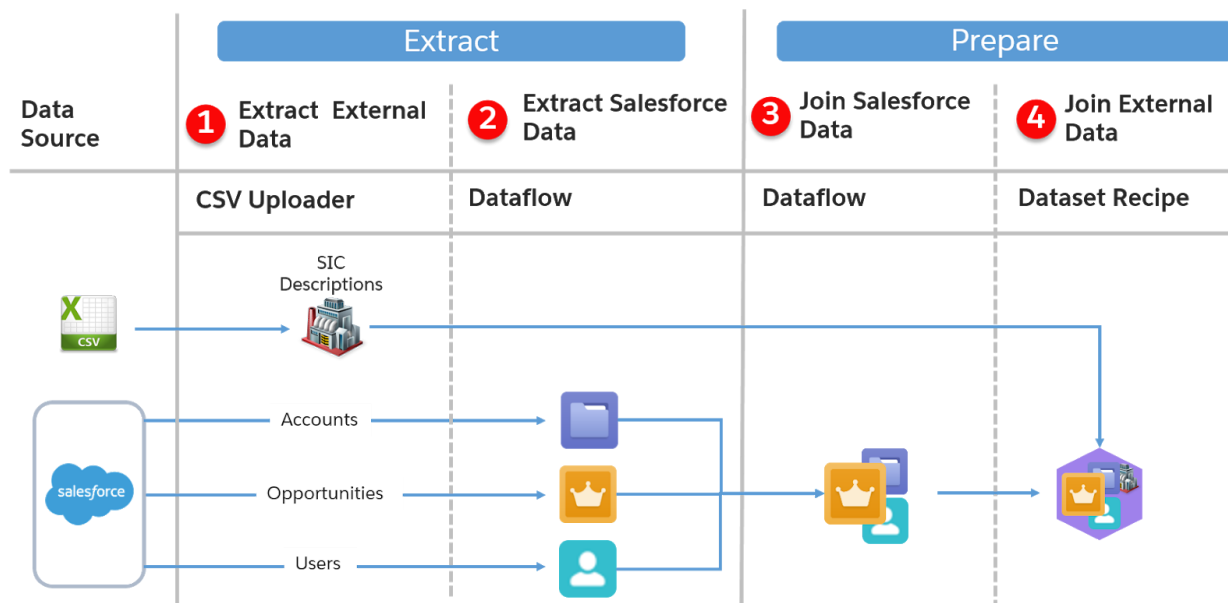 Extract
Prepare
Data
Source
1
Extract External
Data
2
Extract Salesforce
Data
3
Join Salesforce
Data
4
Join External
Data
CSV Uploader
Dataflow
Dataflow
Dataset Recipe
SIC
Descriptions
X
CSV
Accounts
salesforce
Opportunities
Users